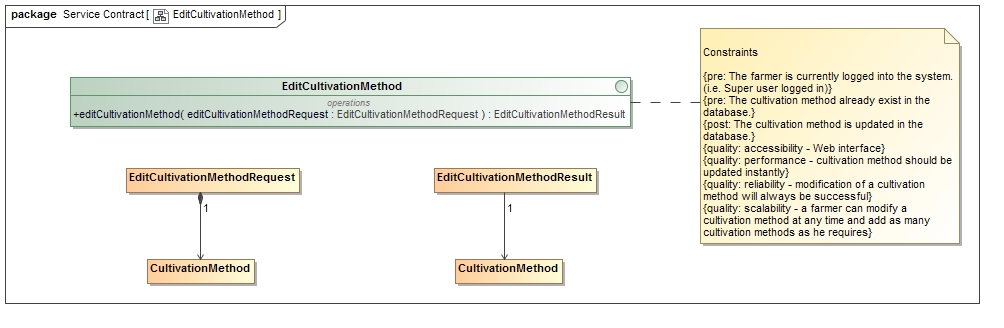 package Service Contract [ EditCultivationMethod ]
EditCultivationMethod
operations
+editCultivationMethod( editCultivationMethodRequest : EditCultivationMethodRequest ) : EditCultivationMethodResult
Constraints
{pre: The farmer is currently logged into the system.
(i.e. Super user logged in)}
{pre: The cultivation method already exist in the
database.}
{post: The cultivation method is updated in the
database.}
{quality: accessibility - Web interface}
{quality: performance - cultivation method should be
updated instantly}
{quality: reliability - modification of a cultivation
method will always be successful}
{quality: scalability - a farmer can modify a
cultivation method at any time and add as many
cultivation methods as he requires}
EditCultivationMethodRequest
EditCultivationMethodResult
1
1
CultivationMethod
CultivationMethod